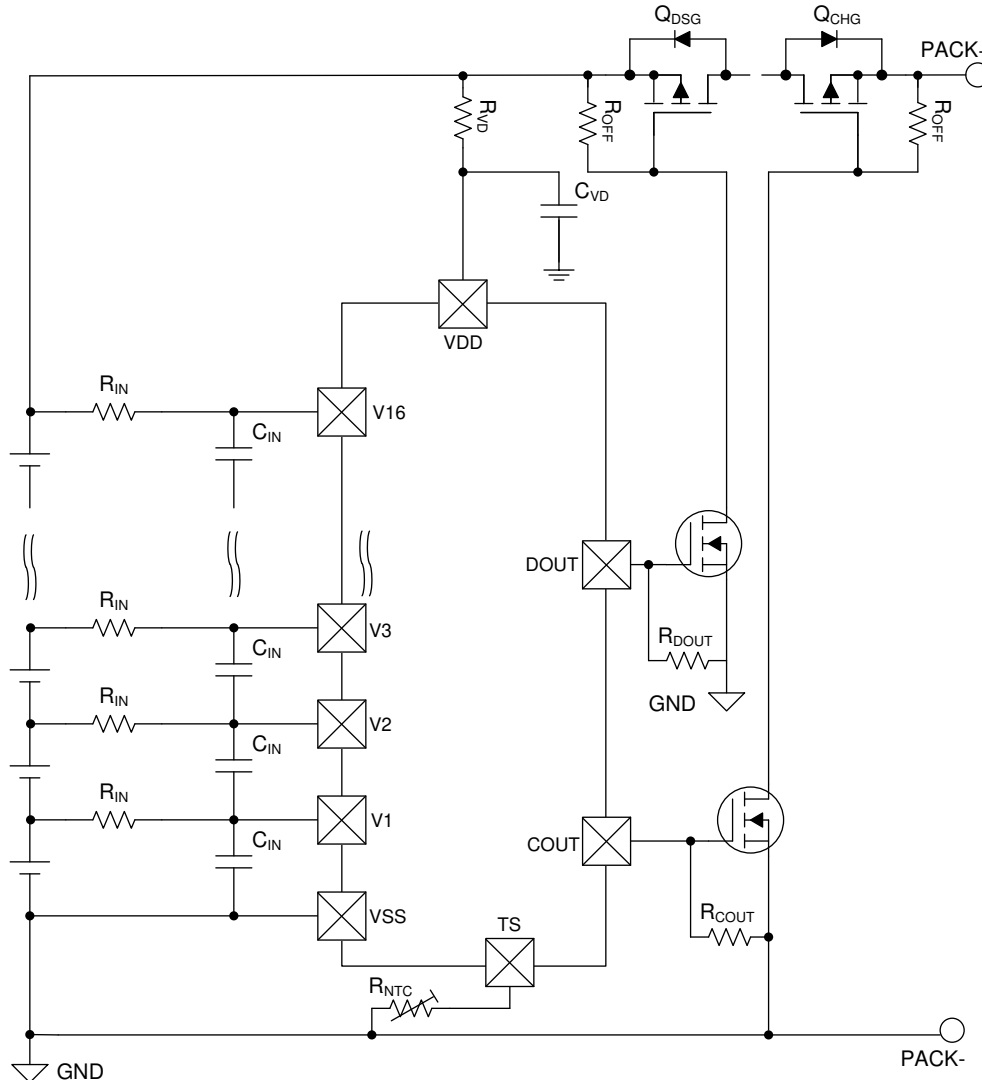 QDSG
QCHG
PACK-
RVD
ROFF
ROFF
CVD
VDD
RIN
CIN
V16
DOUT
RIN
V3
CIN
RDOUT
RIN
V2
GND
CIN
RIN
V1
COUT
CIN
VSS
TS
RCOUT
RNTC
GND
PACK-